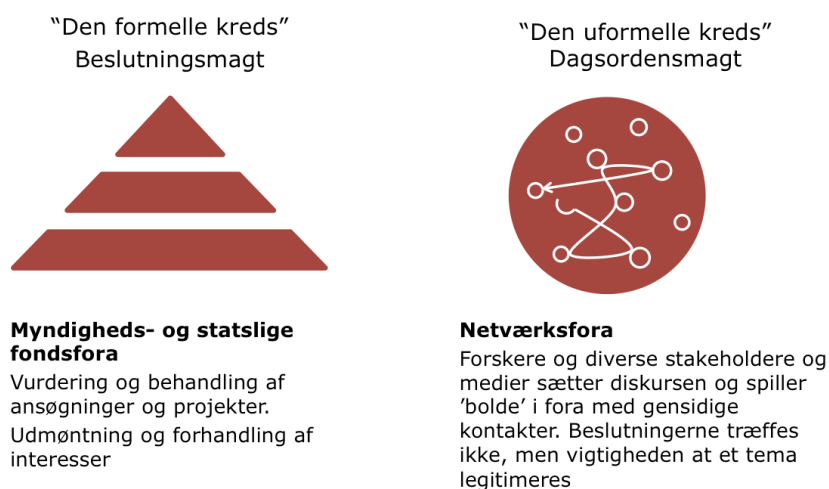 “Den formelle kreds”
Beslutningsmagt
“Den uformelle kreds”
Dagsordensmagt
Myndigheds- og statslige
fondsfora
Vurdering og behandling af
ansøgninger og projekter.
Udmøntning og forhandling af
interesser
Netværksfora
Forskere og diverse stakeholdere og
medier sætter diskursen og spiller
’bolde’ i fora med gensidige
kontakter. Beslutningerne træffes
ikke, men vigtigheden at et tema
legitimeres